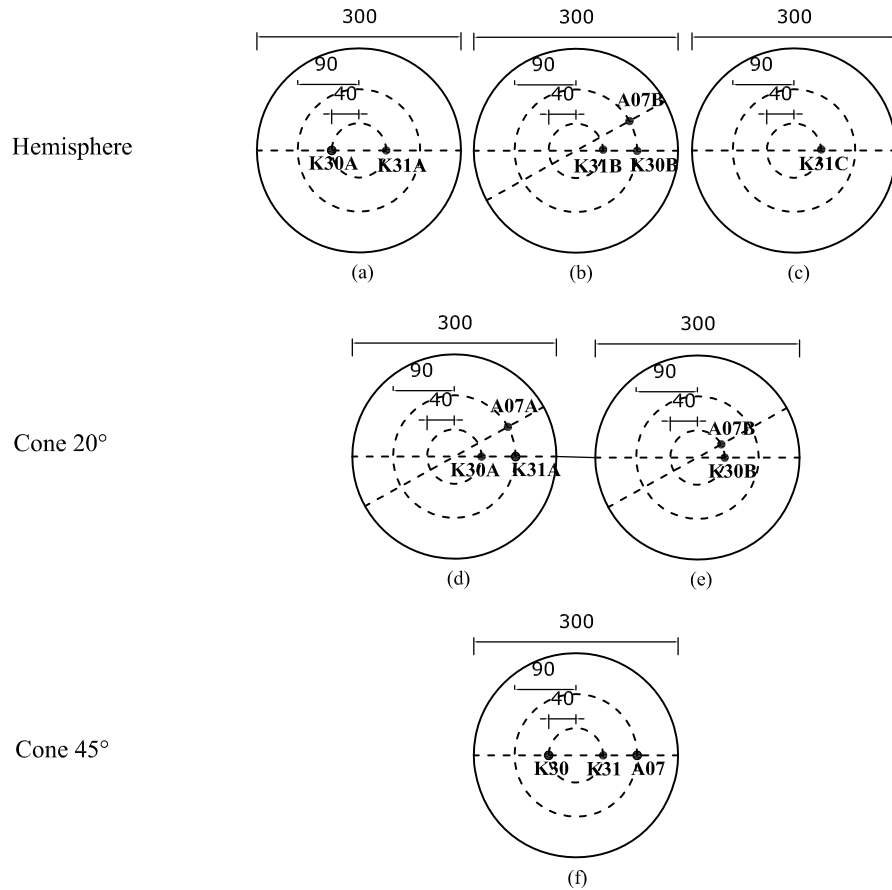 300 300 300
90 90 90
40 40 40
A07B
Hemisphere
K30A K31A K31B K30B K31C
(a) (b) (c)
300 300
90 90
40 40
A07A A07B
Cone 20°
K30A K31A K30B
(d) (e)
300
90
40
Cone 45°
K30 K31 A07
(f)